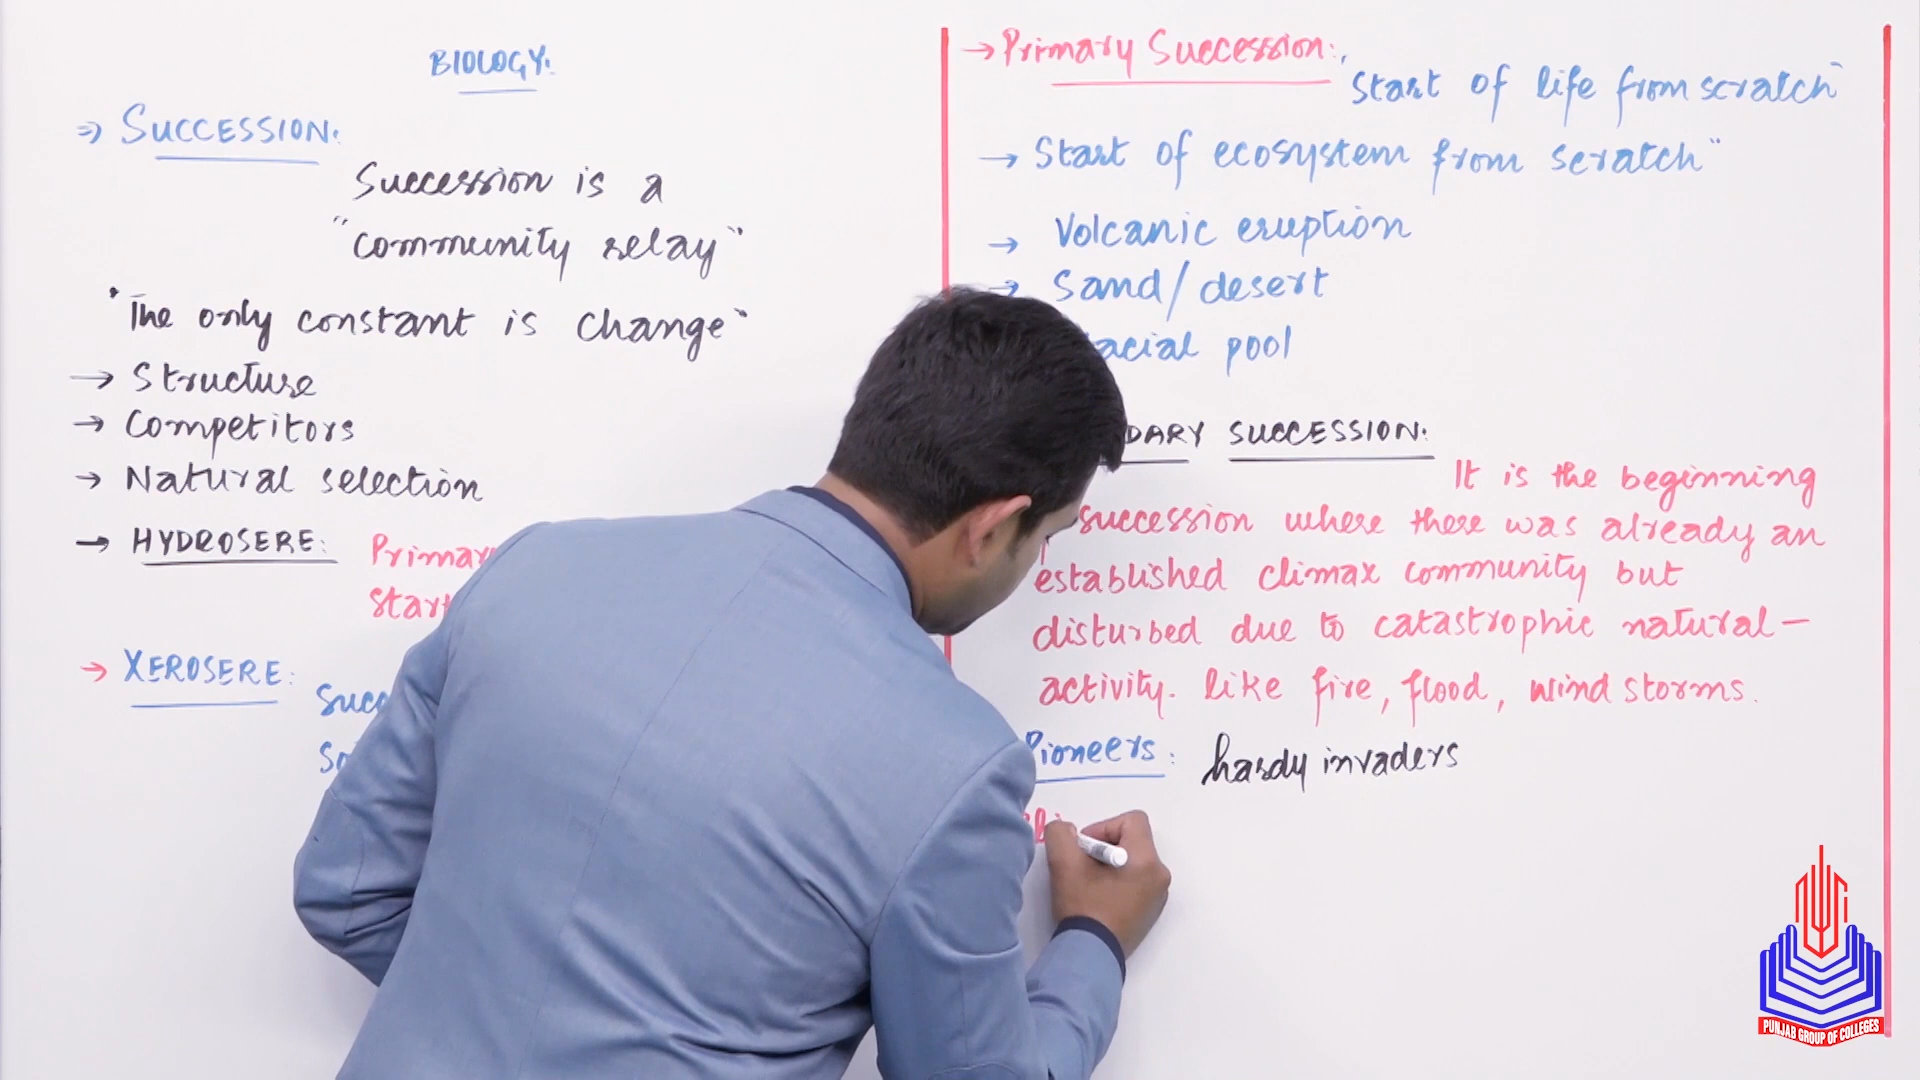 BIOLOGY:
⇒ SUCCESSION:
Succession is a
"community relay"
"The only constant is change"
→ Structure
→ Competitors
→ Natural selection
→ HYDROSERE:
→ XEROSERE:
→ Primary Succession:
"Start of life from scratch"
→ Start of ecosystem from scratch"
→ Volcanic eruption
→ Sand/desert
pool
SUCCESSION:
It is the beginning
succession where there was already an
established climax community but
disturbed due to catastrophic natural-
activity. like fire, flood, wind storms.
Pioneers: hardy invaders
PUNJAB GROUP OF COLLEGES